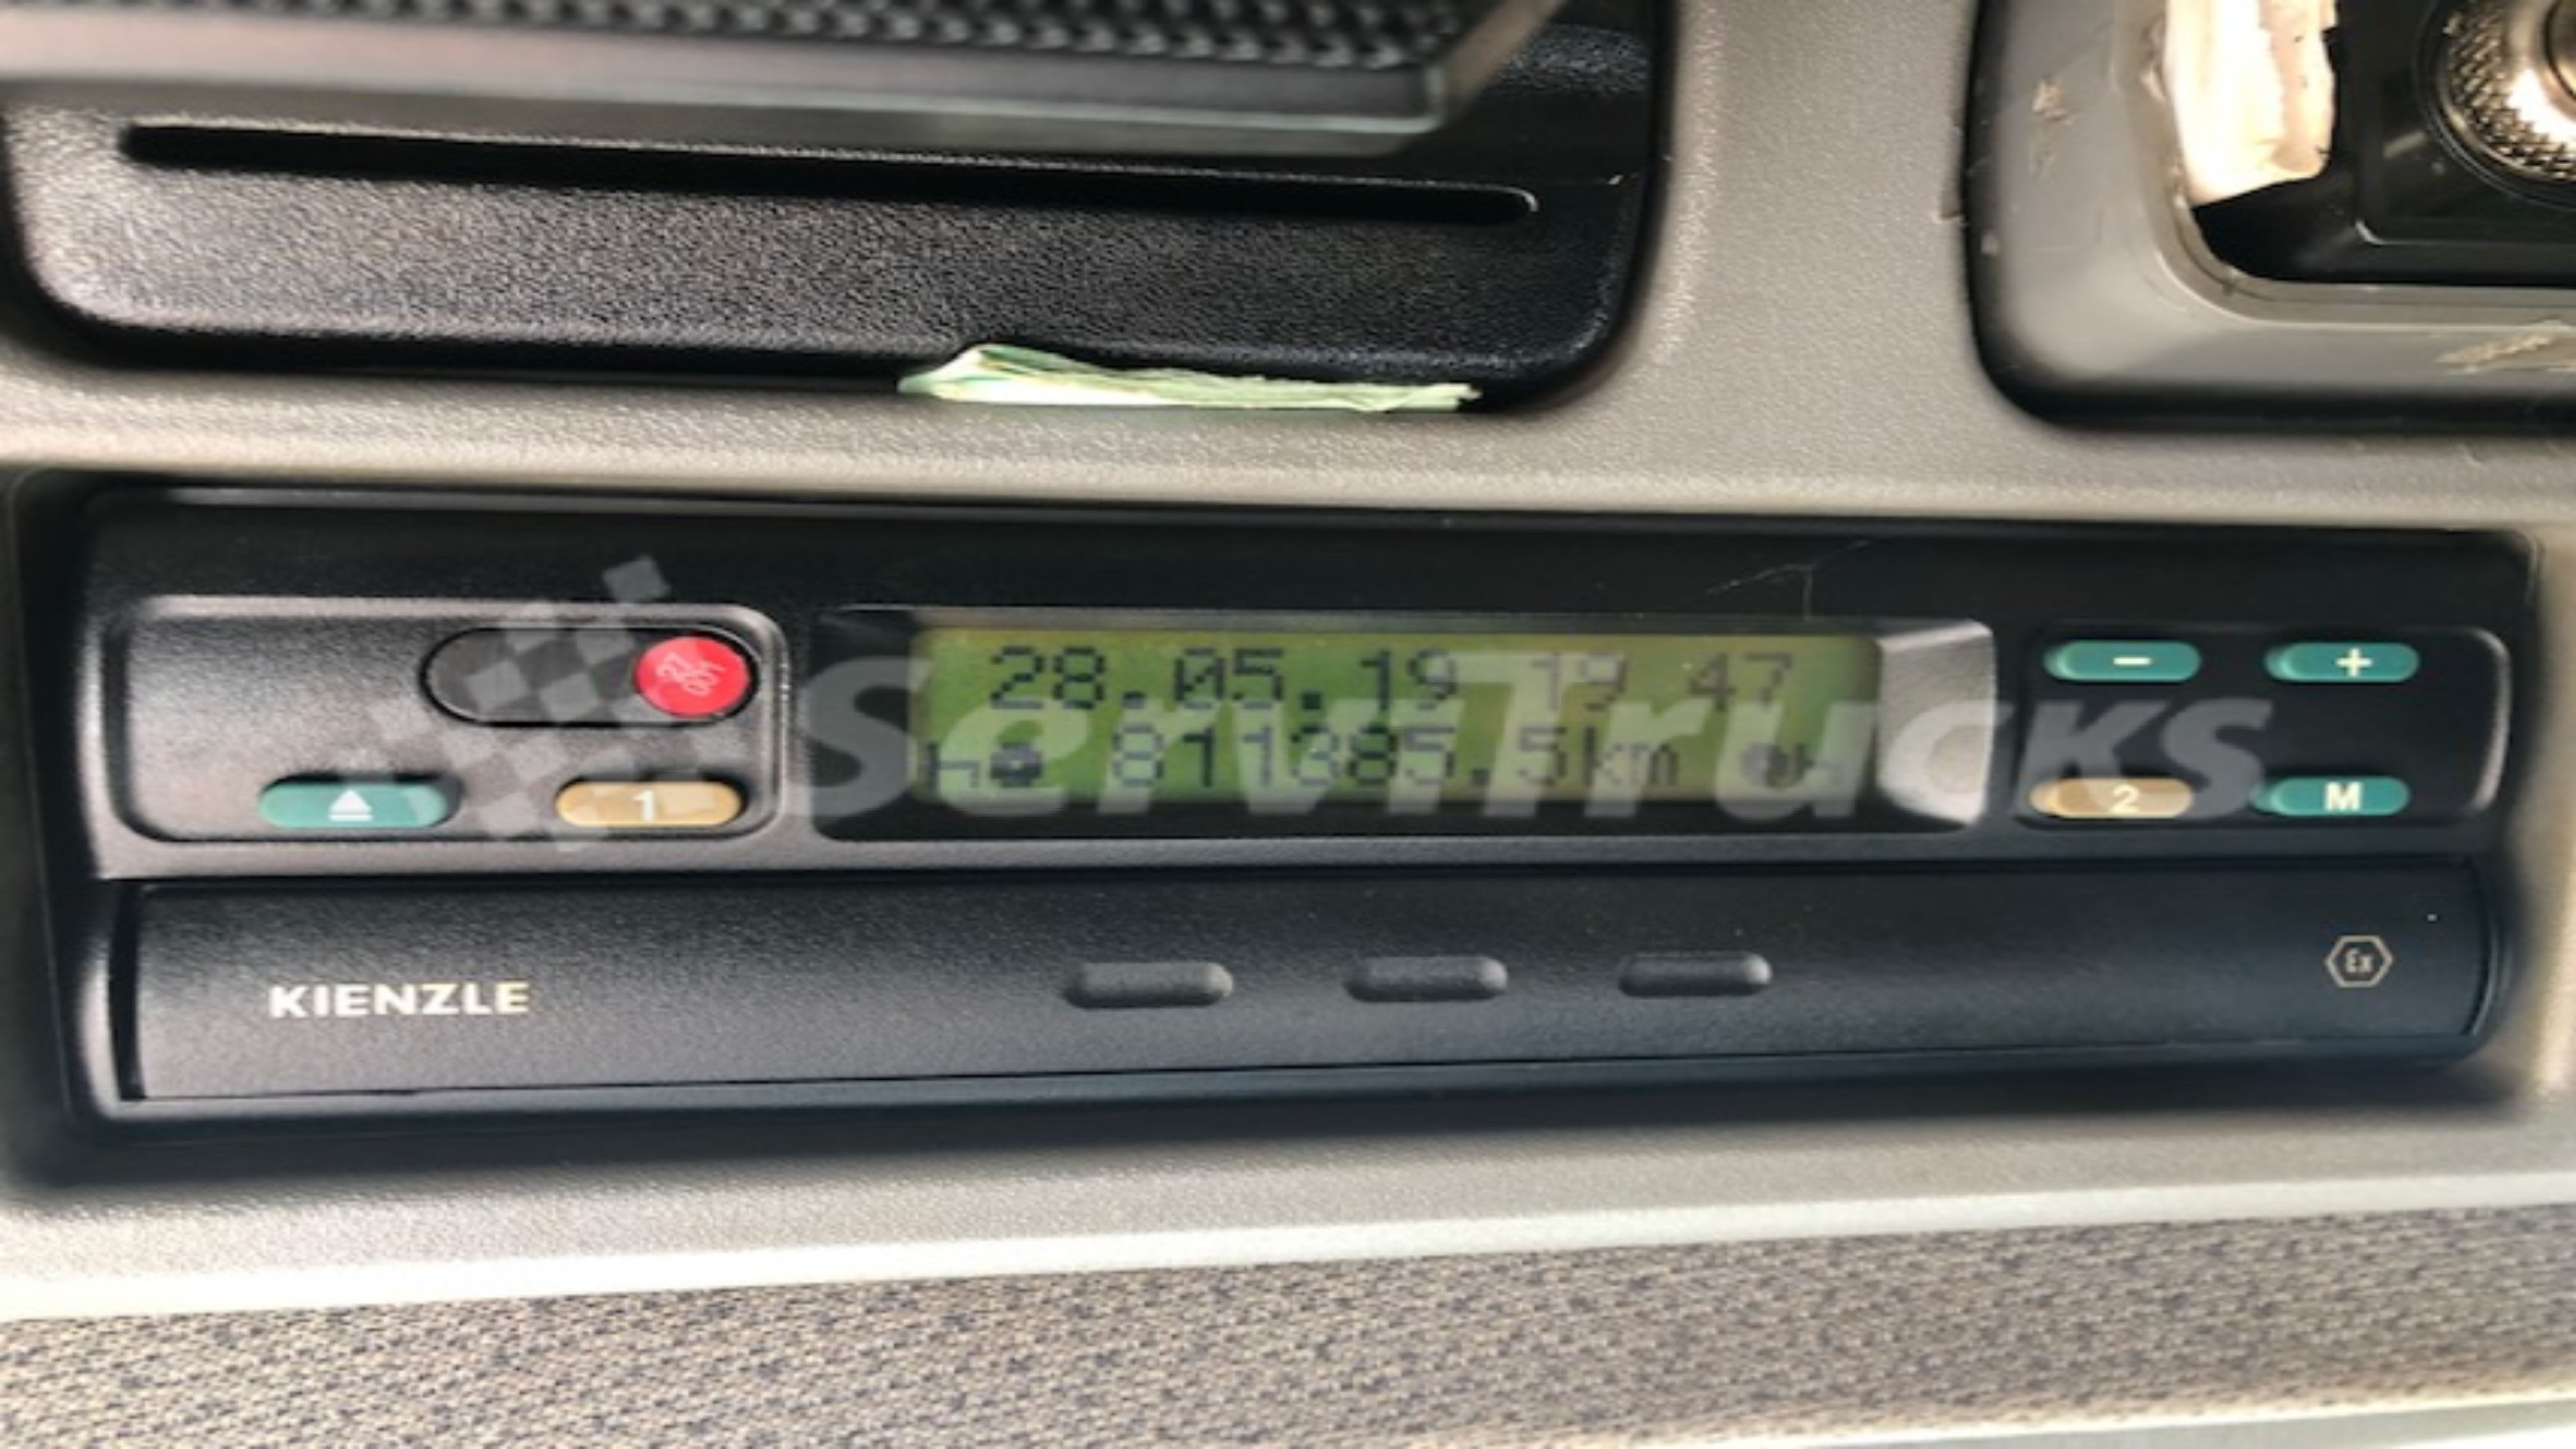 28.05.19 19 47
811385.5km
ServiTrucks
- +
1
2 M
KIENZLE
Ex